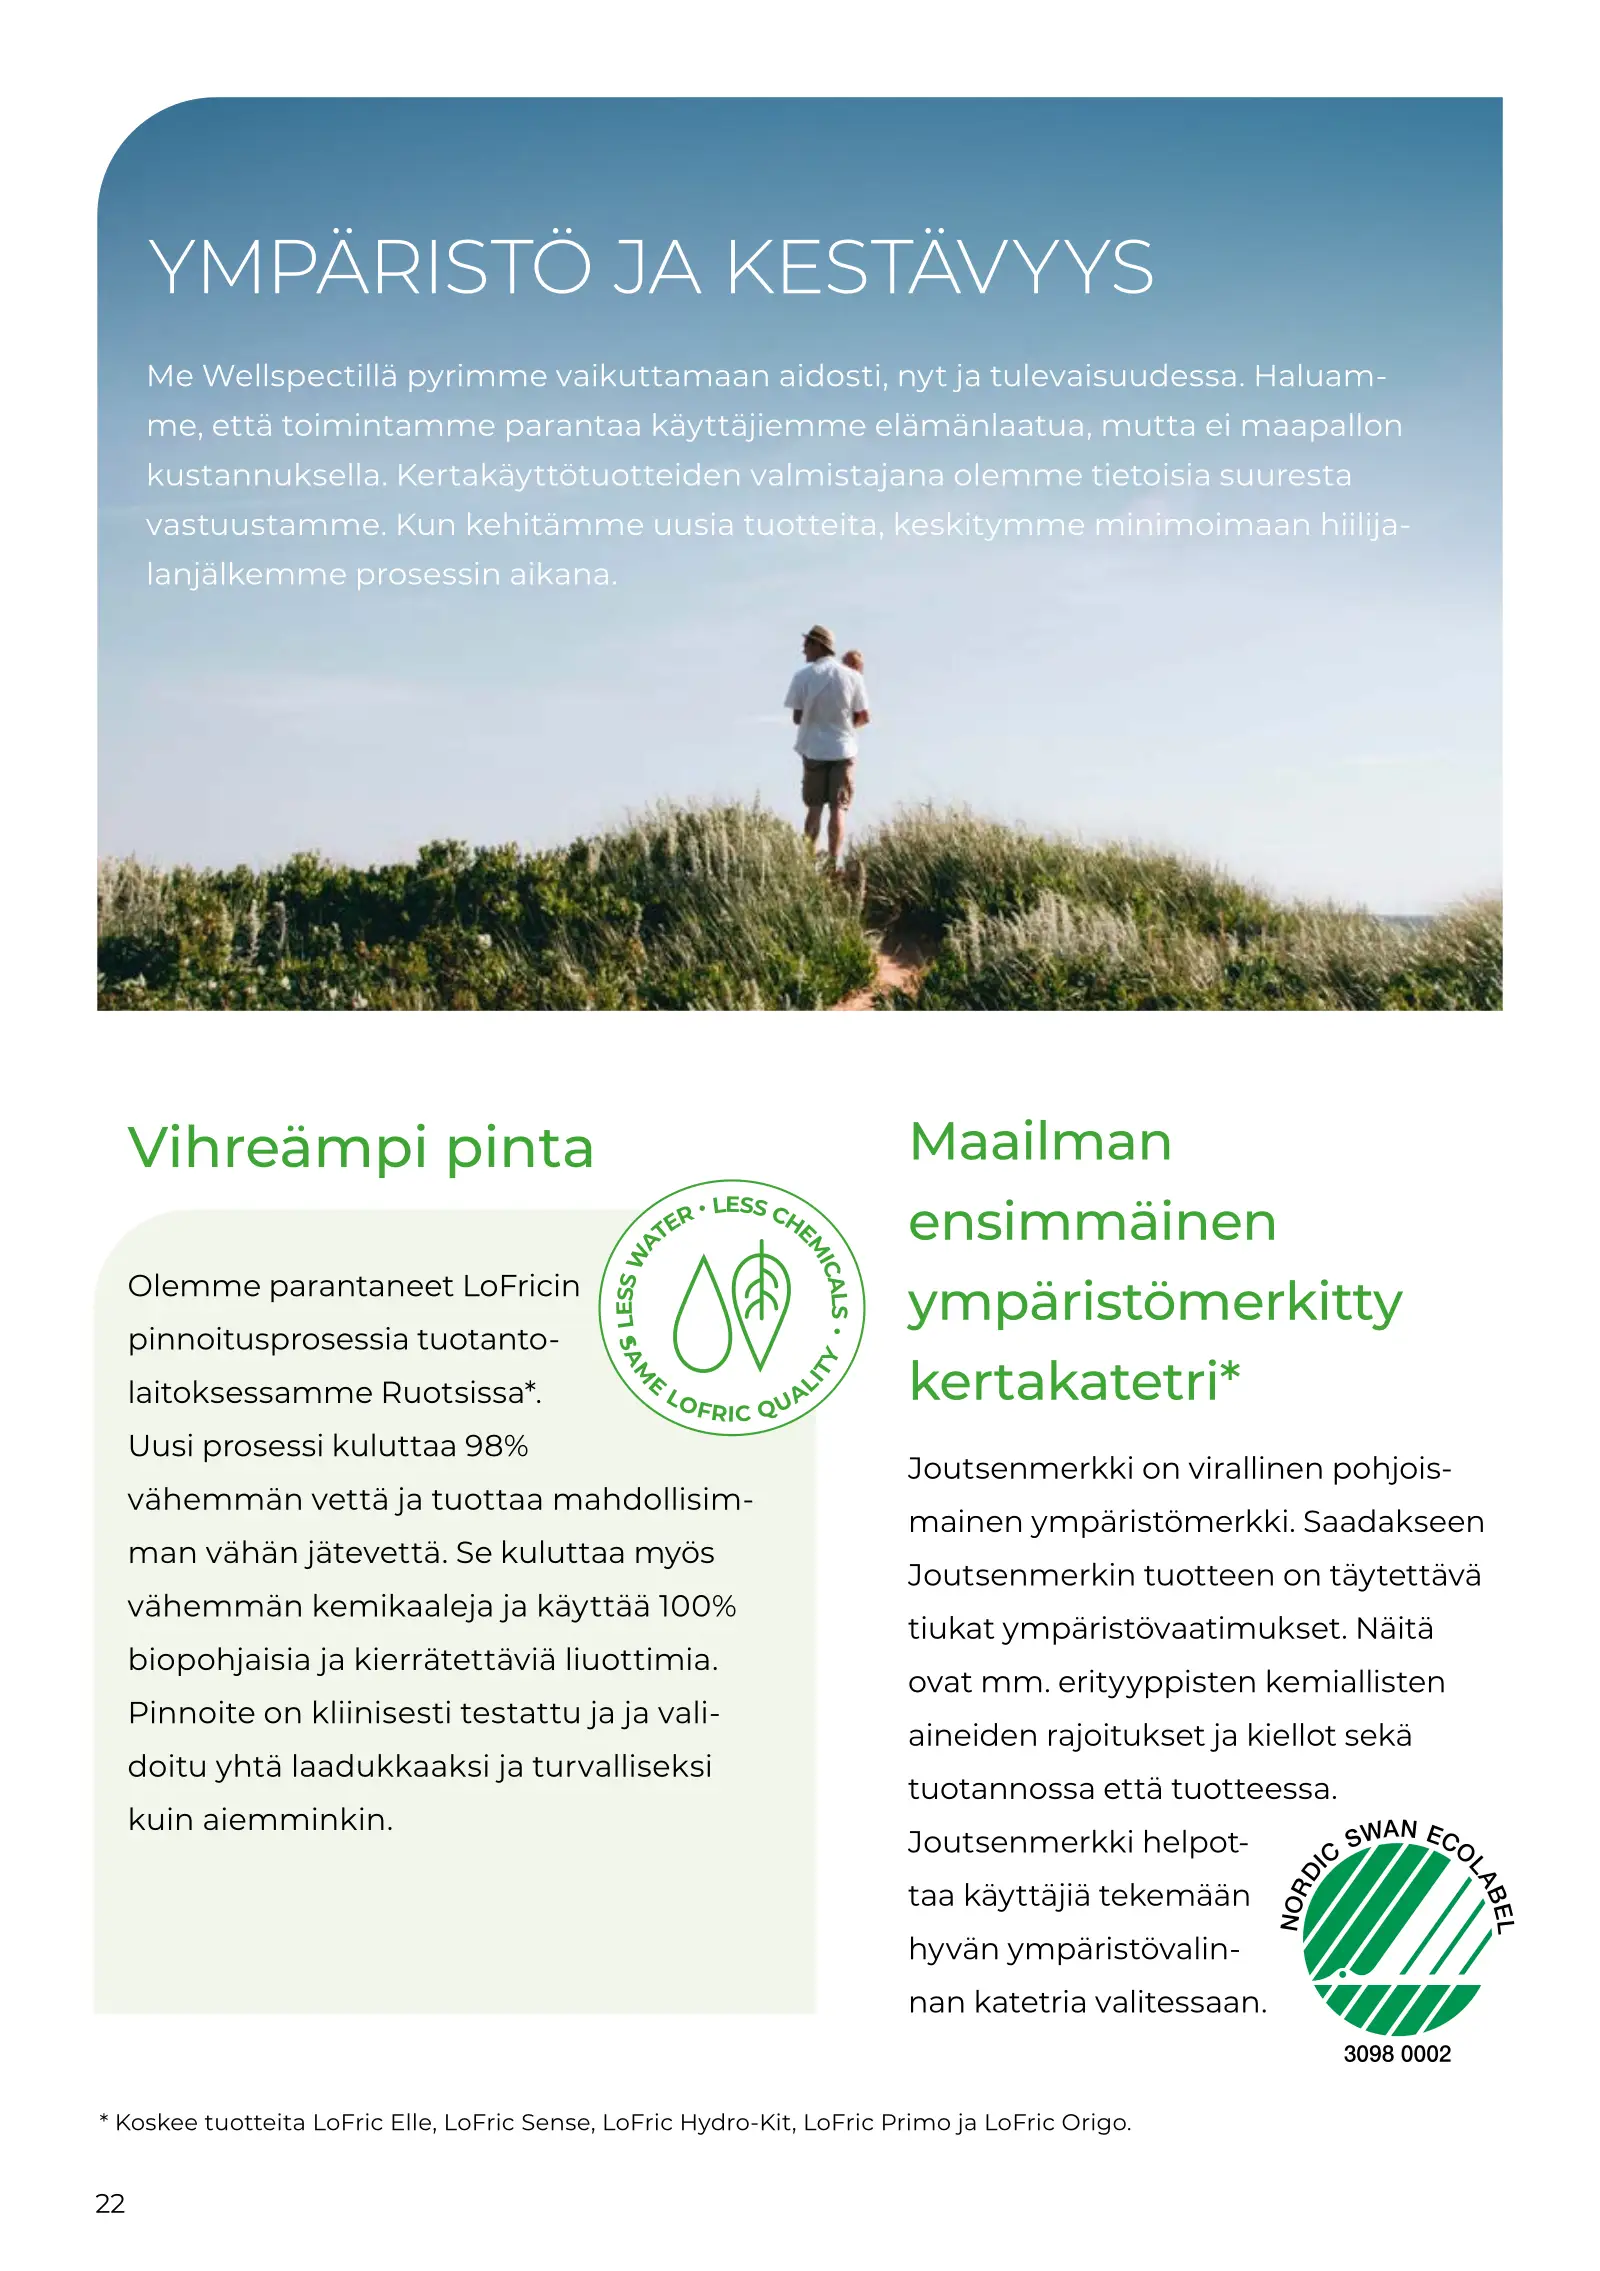 YMPÄRISTÖ JA KESTÄVYYS
Me Wellspectillä pyrimme vaikuttamaan aidosti, nyt ja tulevaisuudessa. Haluam-
me, että toimintamme parantaa käyttäjiemme elämänlaatua, mutta ei maapallon
kustannuksella. Kertakäyttötuotteiden valmistajana olemme tietoisia suuresta
vastuustamme. Kun kehitämme uusia tuotteita, keskitymme minimoimaan hiilija-
lanjälkemme prosessin aikana.
Vihreämpi pinta
LESS WATER • LESS CHEMICALS •
SAME LOFRIC QUALITY
Olemme parantaneet LoFricin
pinnoitusprosessia tuotanto-
laitoksessamme Ruotsissa*.
Uusi prosessi kuluttaa 98%
vähemmän vettä ja tuottaa mahdollisim-
man vähän jätevettä. Se kuluttaa myös
vähemmän kemikaaleja ja käyttää 100%
biopohjaisia ja kierrätettäviä liuottimia.
Pinnoite on kliinisesti testattu ja ja vali-
doitu yhtä laadukkaaksi ja turvalliseksi
kuin aiemminkin.
Maailman
ensimmäinen
ympäristömerkitty
kertakatetri*
Joutsenmerkki on virallinen pohjois-
mainen ympäristömerkki. Saadakseen
Joutsenmerkin tuotteen on täytettävä
tiukat ympäristövaatimukset. Näitä
ovat mm. erityyppisten kemiallisten
aineiden rajoitukset ja kiellot sekä
tuotannossa että tuotteessa.
Joutsenmerkki helpot-
taa käyttäjiä tekemään
hyvän ympäristövalin-
nan katetria valitessaan.
NORDIC SWAN ECOLABEL
3098 0002
* Koskee tuotteita LoFric Elle, LoFric Sense, LoFric Hydro-Kit, LoFric Primo ja LoFric Origo.
22